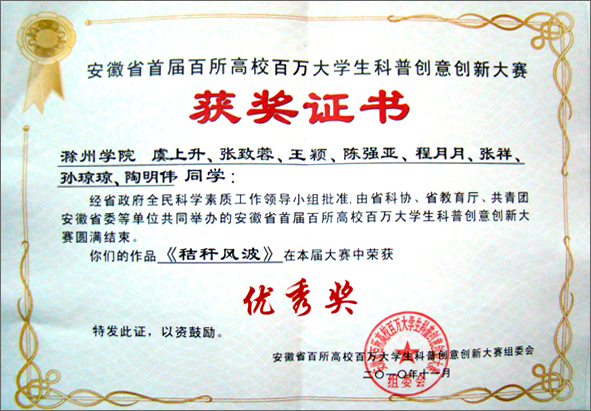 安徽省首届百所高校百万大学生科普创意创新大赛
获奖证书
滁州学院 虞上升、张致蓉、王颖、陈强亚、程月月、张祥、
孙琼琼、陶明伟 同学：
经省政府全民科学素质工作领导小组批准，由省科协、省教育厅、共青团
安徽省委等单位共同举办的安徽省首届百所高校百万大学生科普创意创新大
赛圆满结束。
你们的作品《秸秆风波》在本届大赛中荣获
优秀奖
特发此证，以资鼓励。
安徽省百所高校百万大学生科普创意创新大赛组委会
二〇一〇年十一月
组委会